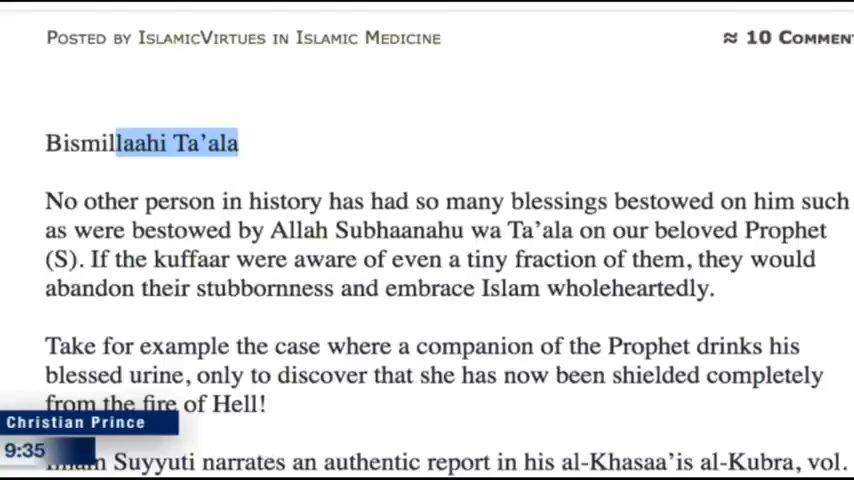 POSTED BY ISLAMICVIRTUES IN ISLAMIC MEDICINE
≈ 10 COMMEN
Bismillaahi Ta'ala
No other person in history has had so many blessings bestowed on him such
as were bestowed by Allah Subhaanahu wa Ta'ala on our beloved Prophet
(S). If the kuffaar were aware of even a tiny fraction of them, they would
abandon their stubbornness and embrace Islam wholeheartedly.
Take for example the case where a companion of the Prophet drinks his
blessed urine, only to discover that she has now been shielded completely
from the fire of Hell!
Christian Prince
9:35
Imam Suyyuti narrates an authentic report in his al-Khasaa'is al-Kubra, vol.